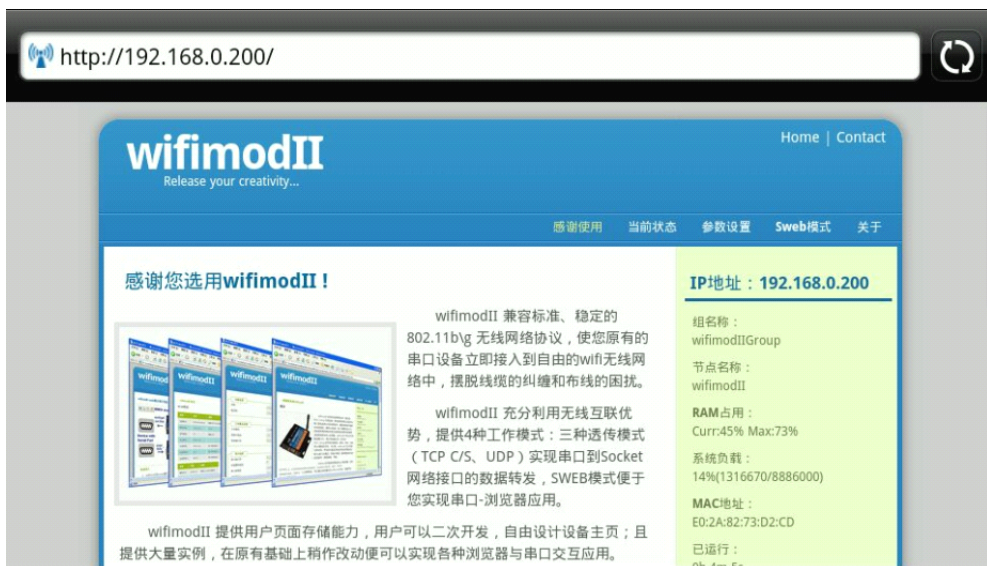 http://192.168.0.200/
wifimodII
Release your creativity...
Home | Contact
感谢使用 当前状态 参数设置 Sweb模式 关于
感谢您选用wifimodII！
wifimodII 兼容标准、稳定的
802.11b\g 无线网络协议，使您原有的
串口设备立即接入到自由的wifi无线网
络中，摆脱线缆的纠缠和布线的困扰。
wifimodII 充分利用无线互联优
势，提供4种工作模式：三种透传模式
（TCP C/S、UDP）实现串口到Socket
网络接口的数据转发，SWEB模式便于
您实现串口-浏览器应用。
wifimodII 提供用户页面存储能力，用户可以二次开发，自由设计设备主页；且
提供大量实例，在原有基础上稍作改动便可以实现各种浏览器与串口交互应用。
IP地址：192.168.0.200
组名称：
wifimodIIGroup
节点名称：
wifimodII
RAM占用：
Curr:45% Max:73%
系统负载：
14%(1316670/8886000)
MAC地址：
E0:2A:82:73:D2:CD
已运行：